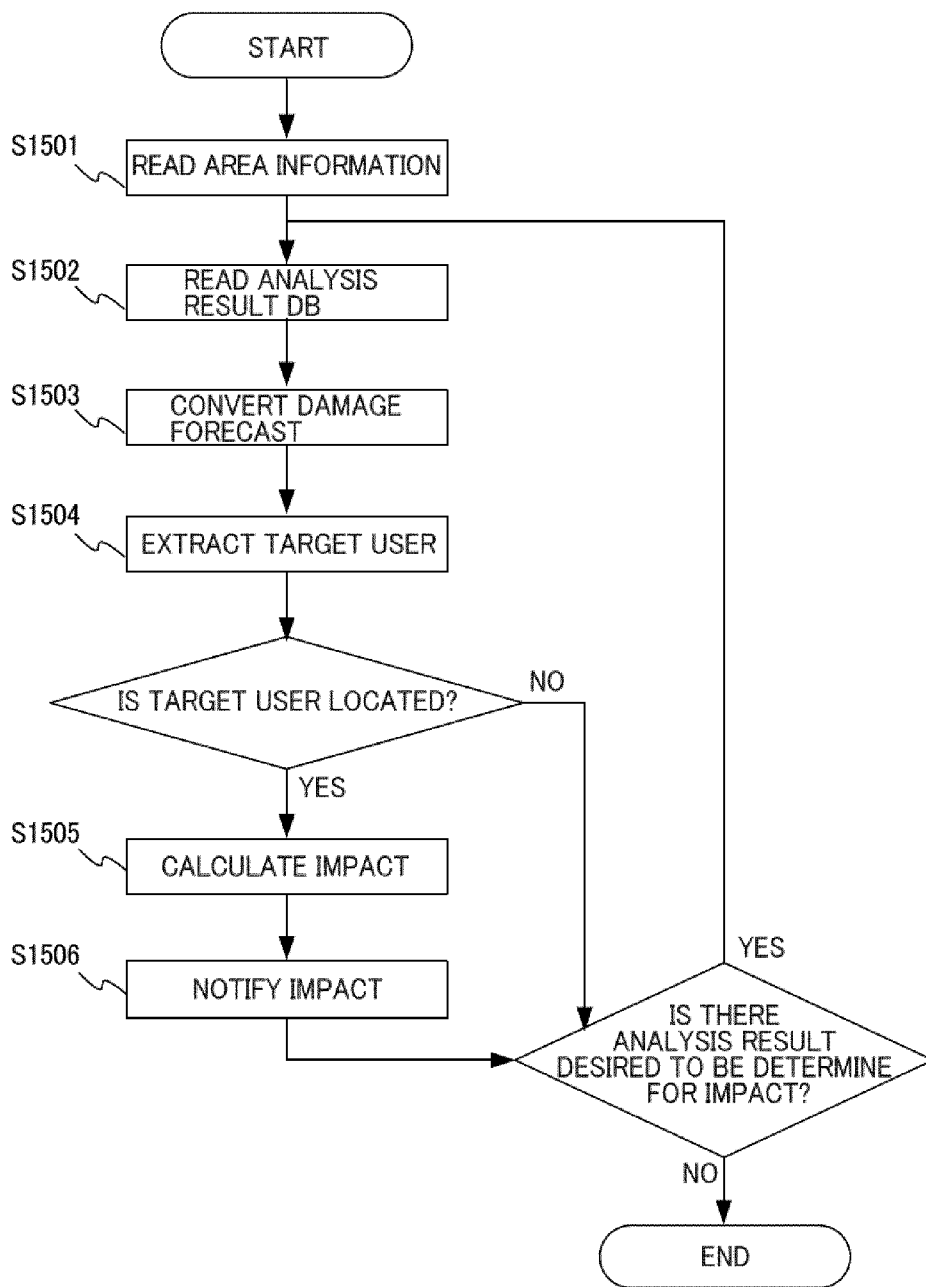 START
S1501
READ AREA INFORMATION
S1502
READ ANALYSIS
RESULT DB
S1503
CONVERT DAMAGE
FORECAST
S1504
EXTRACT TARGET USER
IS TARGET USER LOCATED?
NO
YES
S1505
CALCULATE IMPACT
S1506
NOTIFY IMPACT
YES
IS THERE
ANALYSIS RESULT
DESIRED TO BE DETERMINE
FOR IMPACT?
NO
END